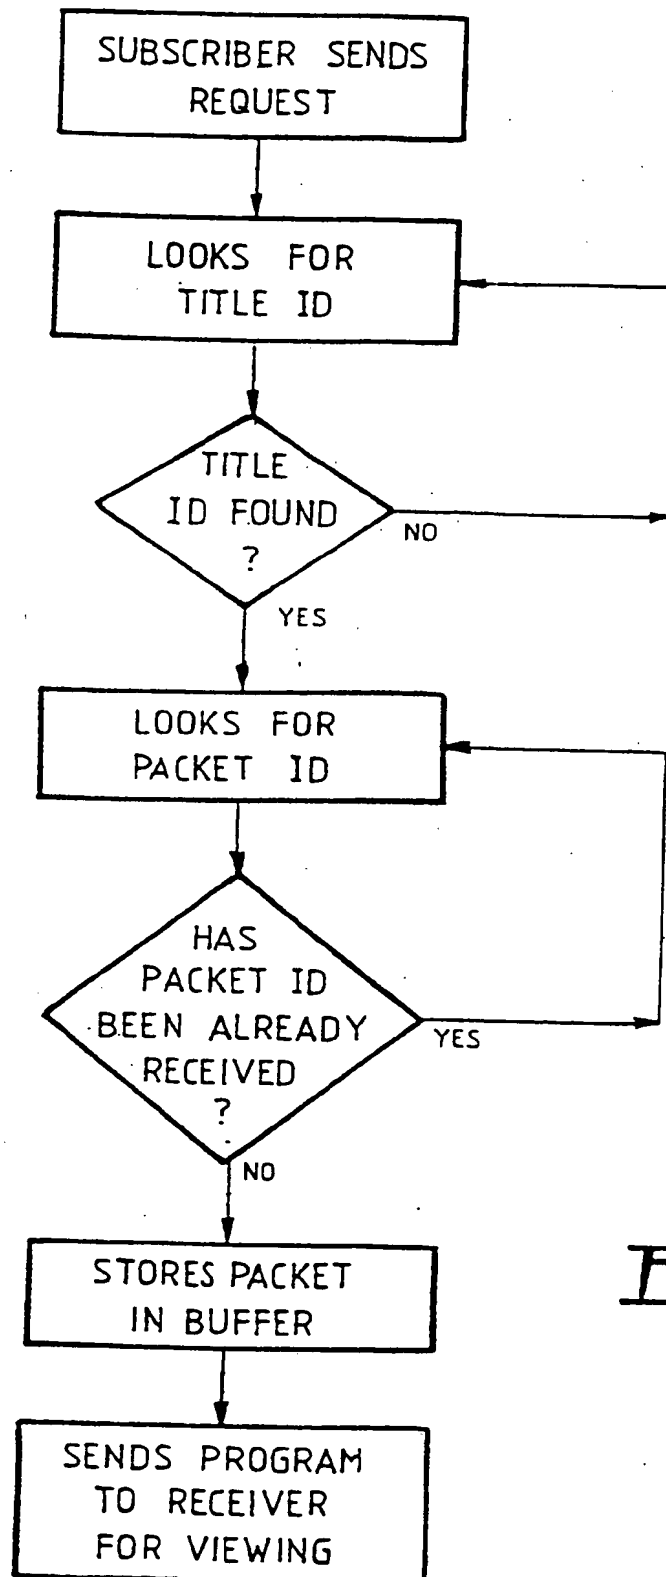 SUBSCRIBER SENDS
REQUEST
LOOKS FOR
TITLE ID
TITLE
ID FOUND
?
NO
YES
LOOKS FOR
PACKET ID
HAS
PACKET ID
BEEN ALREADY
RECEIVED
?
YES
NO
STORES PACKET
IN BUFFER
SENDS PROGRAM
TO RECEIVER
FOR VIEWING